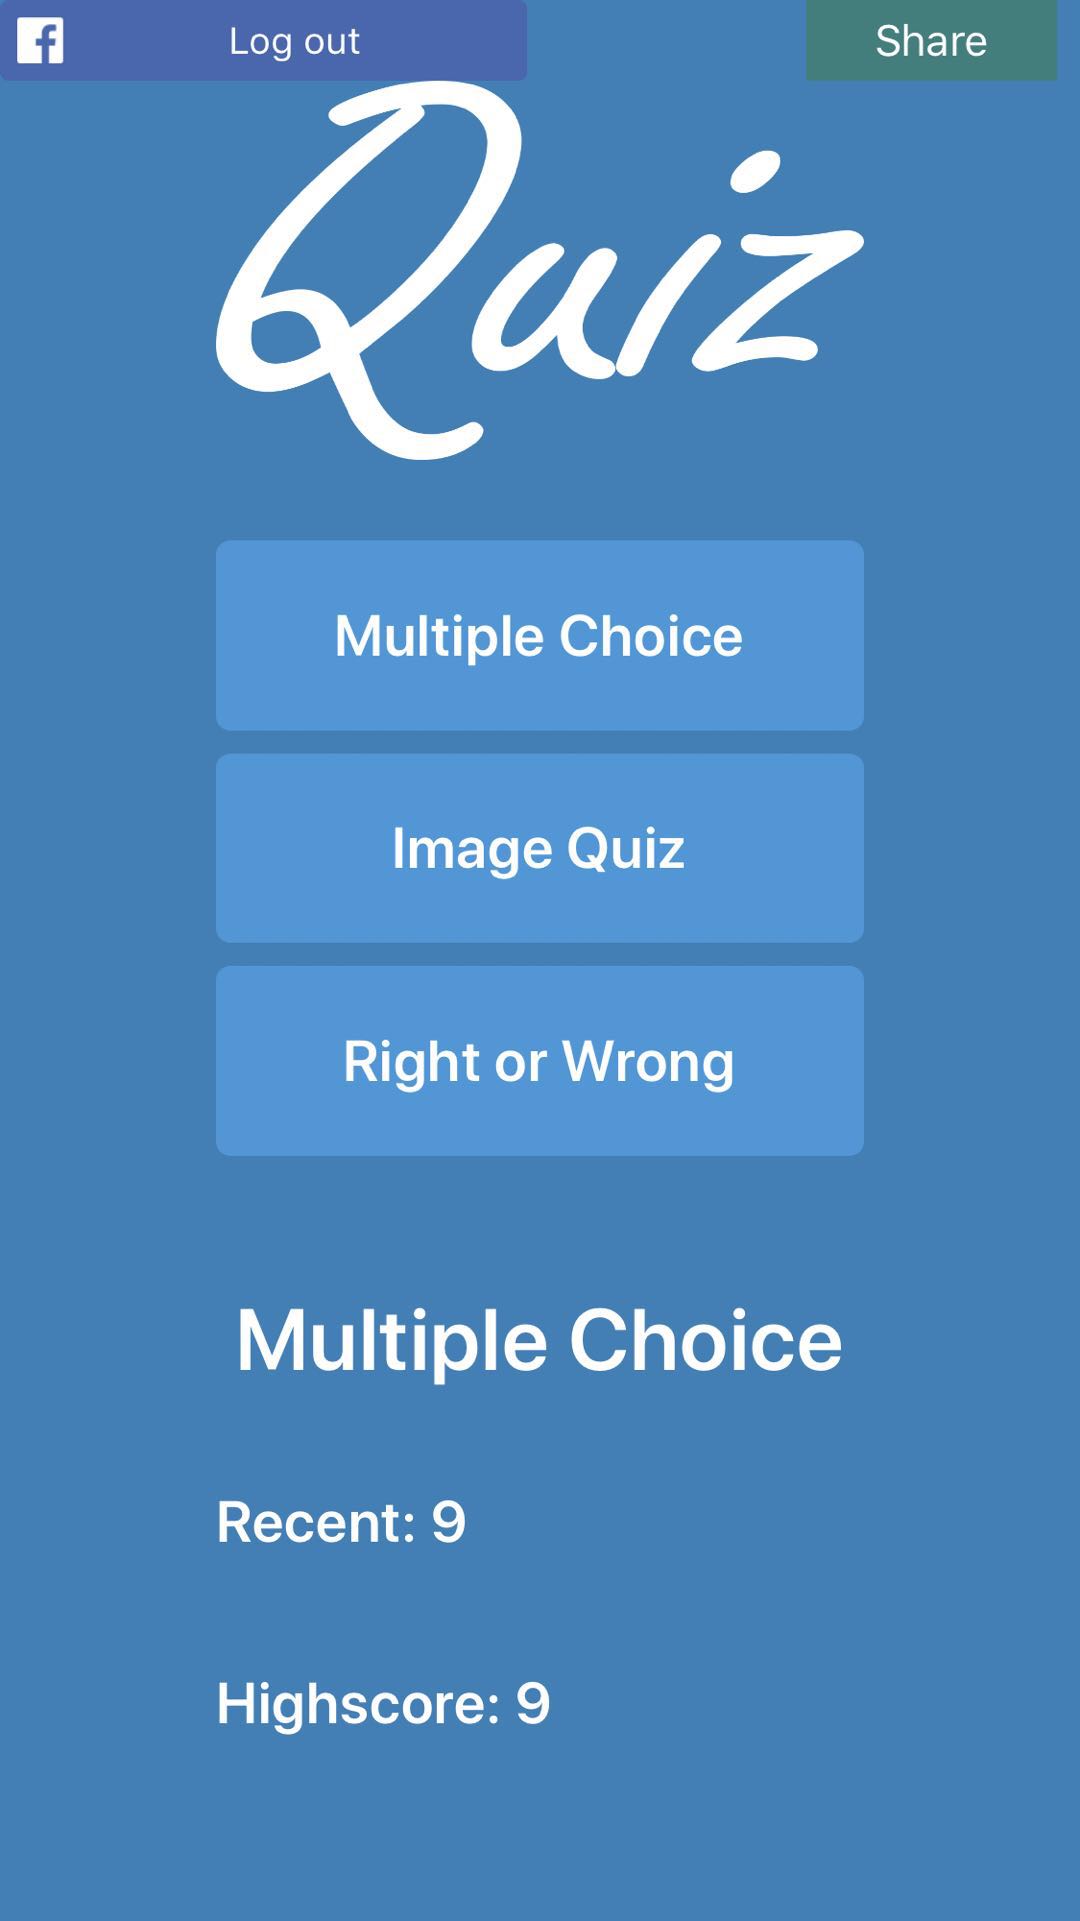 Log out
Share
Quiz
Multiple Choice
Image Quiz
Right or Wrong
Multiple Choice
Recent: 9
Highscore: 9